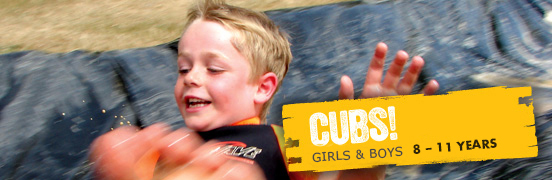 CUBS!
GIRLS & BOYS 8 – 11 YEARS